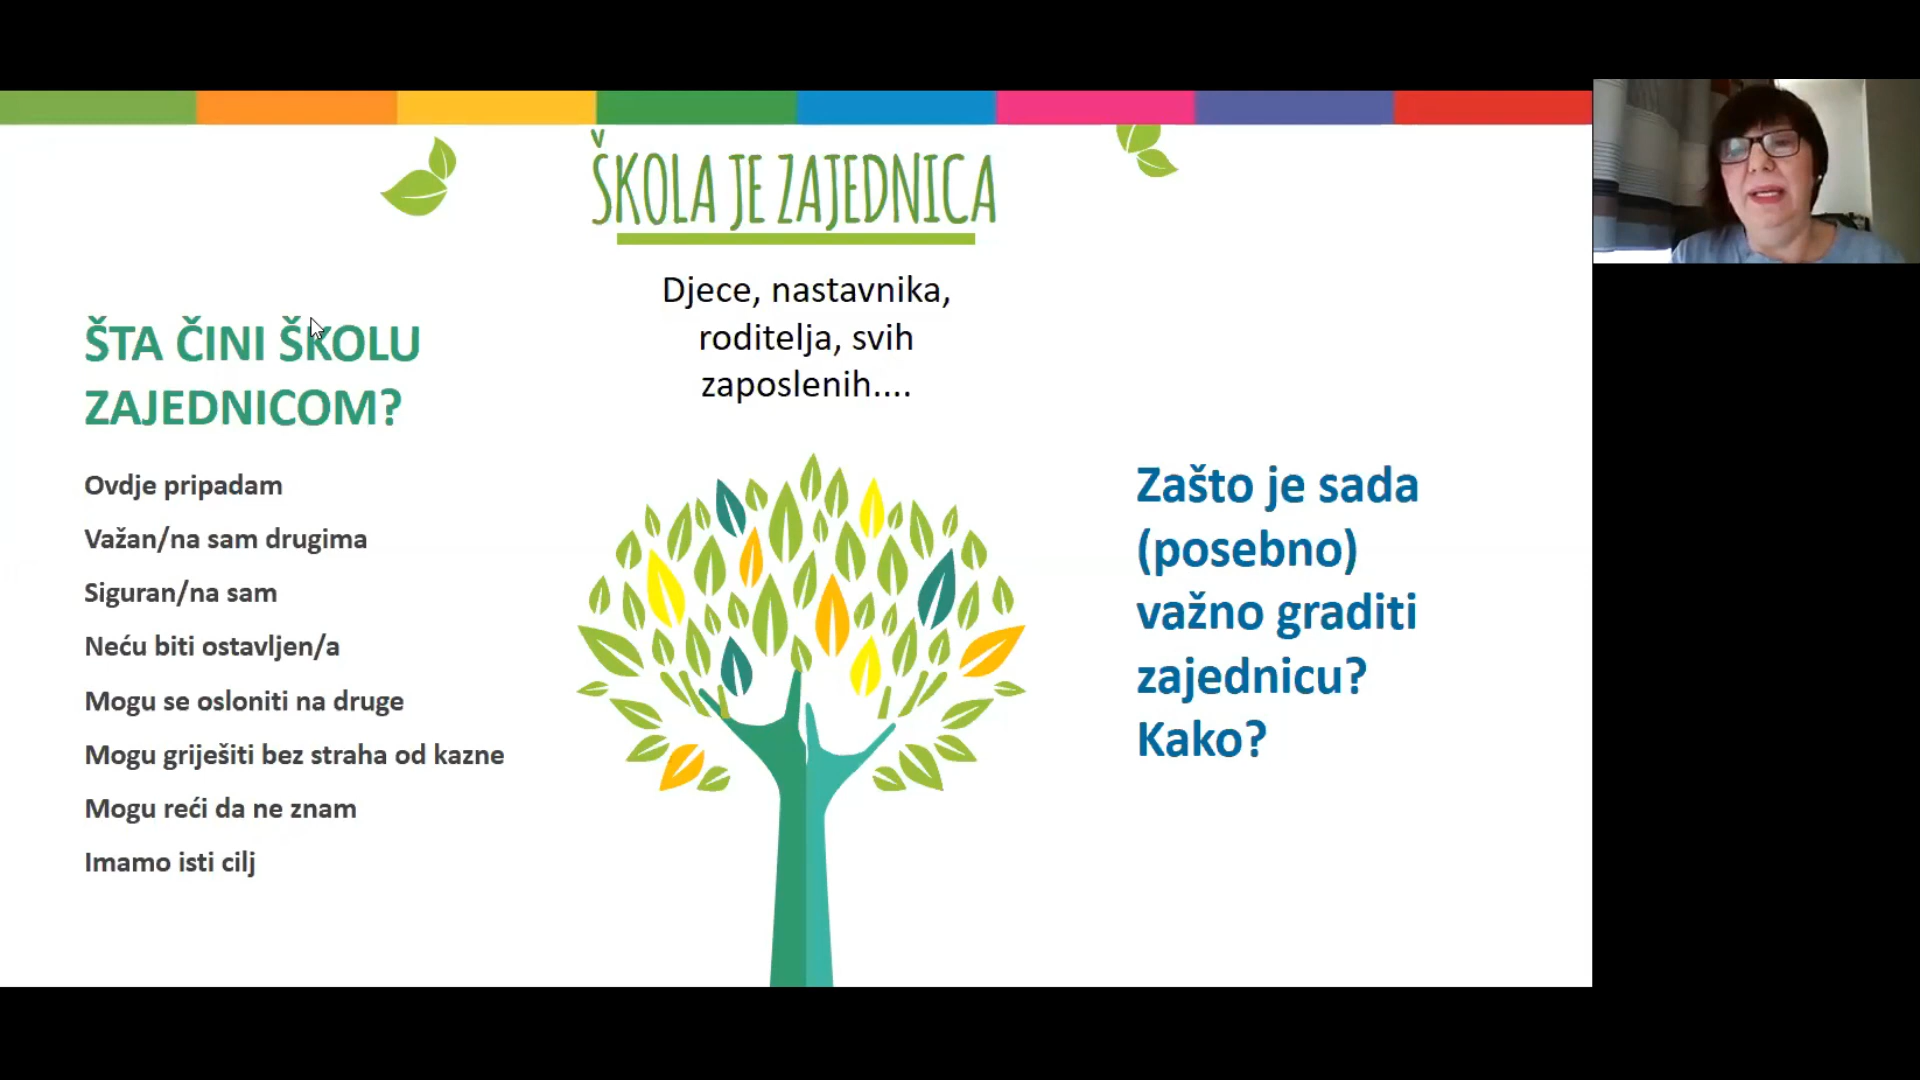 ŠKOLA JE ZAJEDNICA
Djece, nastavnika,
roditelja, svih
zaposlenih....
ŠTA ČINI ŠKOLU
ZAJEDNICOM?
Ovdje pripadam
Važan/na sam drugima
Siguran/na sam
Neću biti ostavljen/a
Mogu se osloniti na druge
Mogu griješiti bez straha od kazne
Mogu reći da ne znam
Imamo isti cilj
Zašto je sada
(posebno)
važno graditi
zajednicu?
Kako?